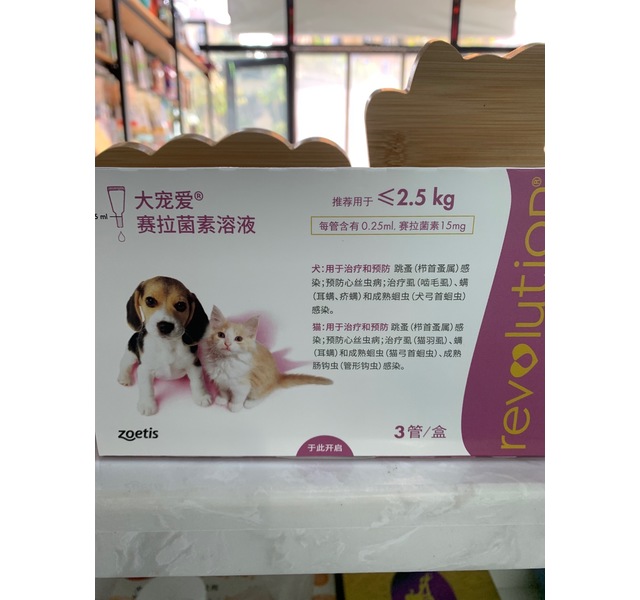 大宠爱®
赛拉菌素溶液
推荐用于 ≤2.5 kg
每管含有 0.25ml, 赛拉菌素15mg
犬:用于治疗和预防 跳蚤(栉首蚤属)感
染;预防心丝虫病;治疗虱(啮毛虱)、螨
(耳螨、疥螨)和成熟蛔虫(犬弓首蛔虫)
感染。
猫:用于治疗和预防 跳蚤(栉首蚤属)感
染;预防心丝虫病;治疗虱(猫羽虱)、螨
(耳螨)和成熟蛔虫(猫弓首蛔虫)、成熟
肠钩虫(管形钩虫)感染。
zoetis
于此开启
3管/盒
revolution®